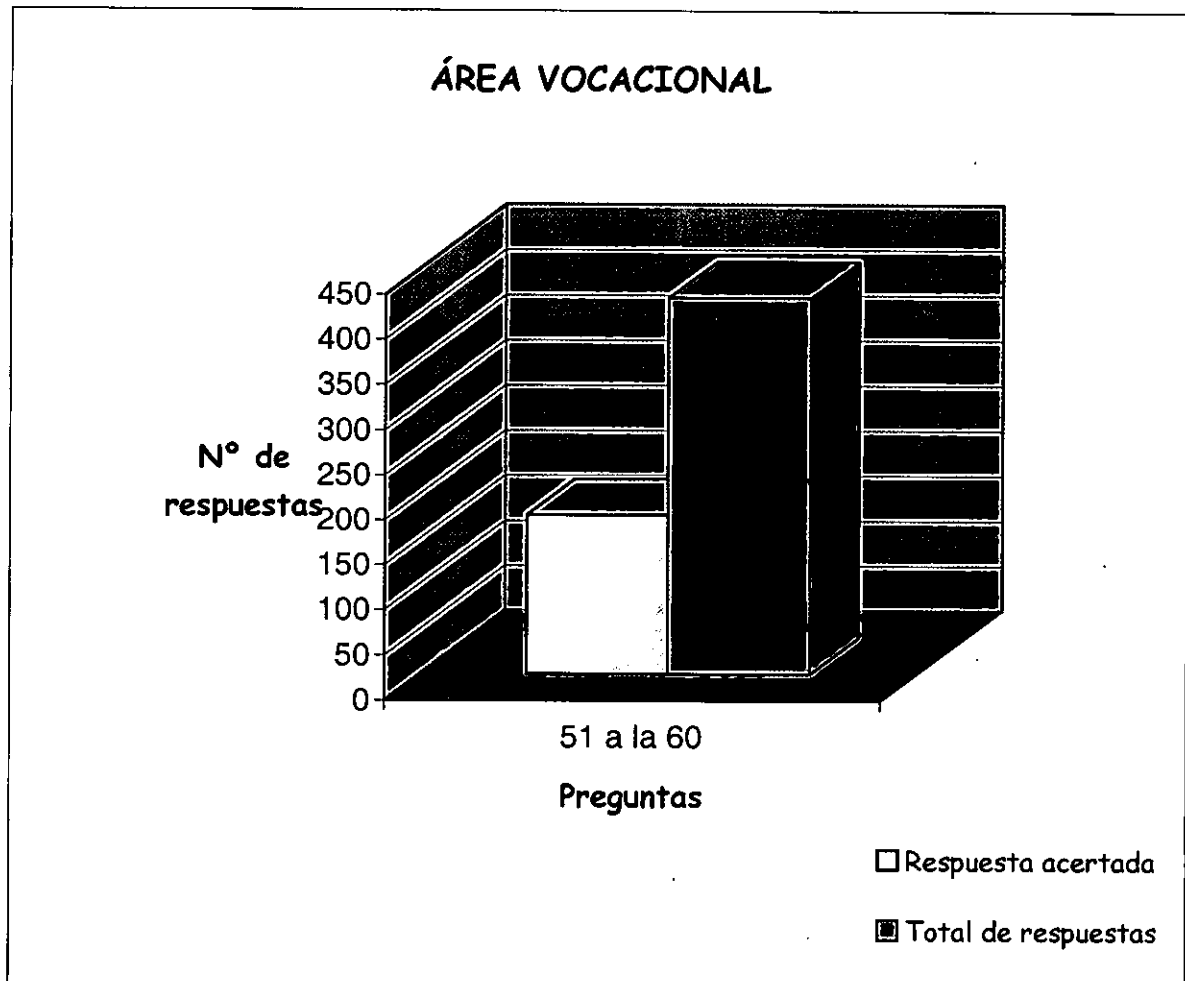 ÁREA VOCACIONAL
450
400
350
300
250
200
150
100
50
0
Nº de
respuestas
51 a la 60
Preguntas
Respuesta acertada
Total de respuestas